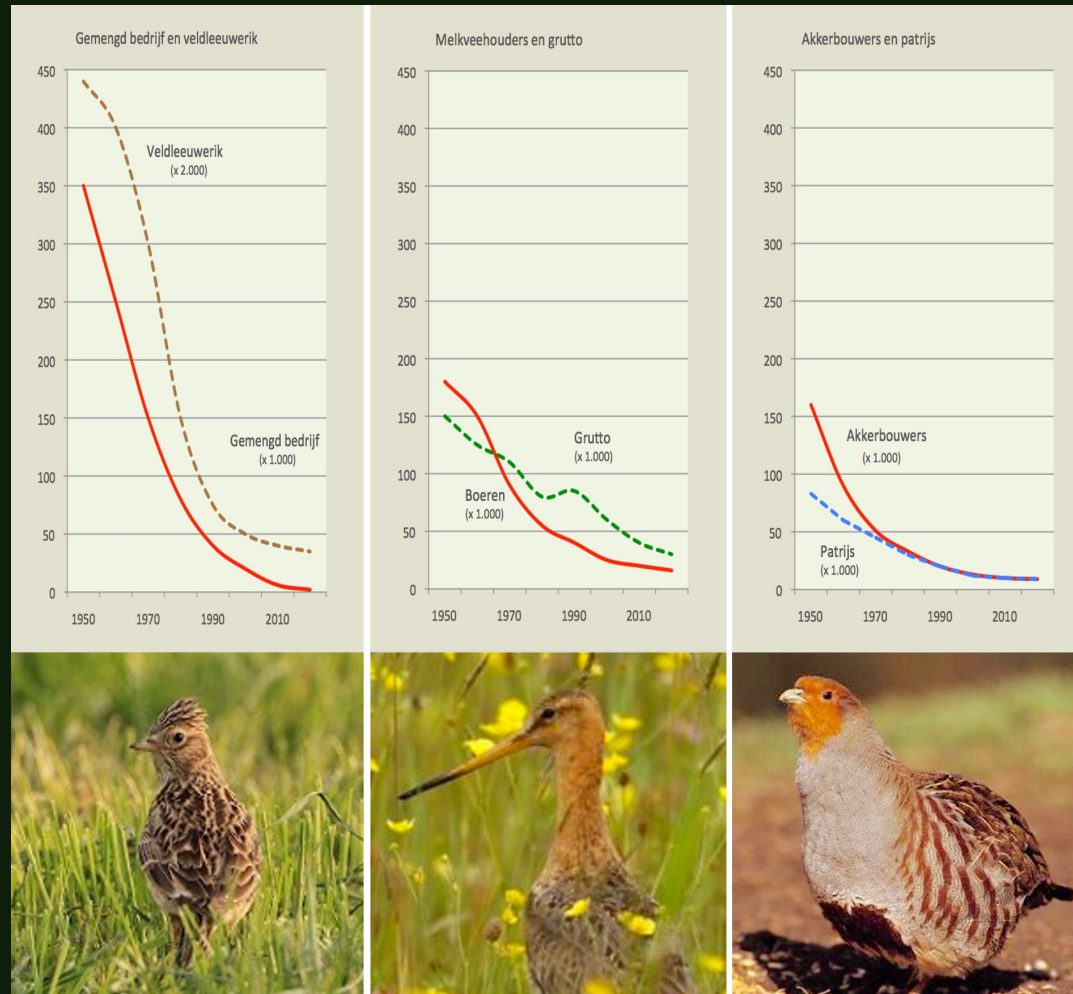 Gemengd bedrijf en veldleeuwerik
450
400
350
300
250
200
150
100
50
0
Veldleeuwerik
(x 2.000)
Gemengd bedrijf
(x 1.000)
1950 1970 1990 2010
Melkveehouders en grutto
450
400
350
300
250
200
150
100
50
0
Grutto
(x 1.000)
Boeren
(x 1.000)
1950 1970 1990 2010
Akkerbouwers en patrijs
450
400
350
300
250
200
150
100
50
0
Akkerbouwers
(x 1.000)
Patrijs
(x 1.000)
1950 1970 1990 2010